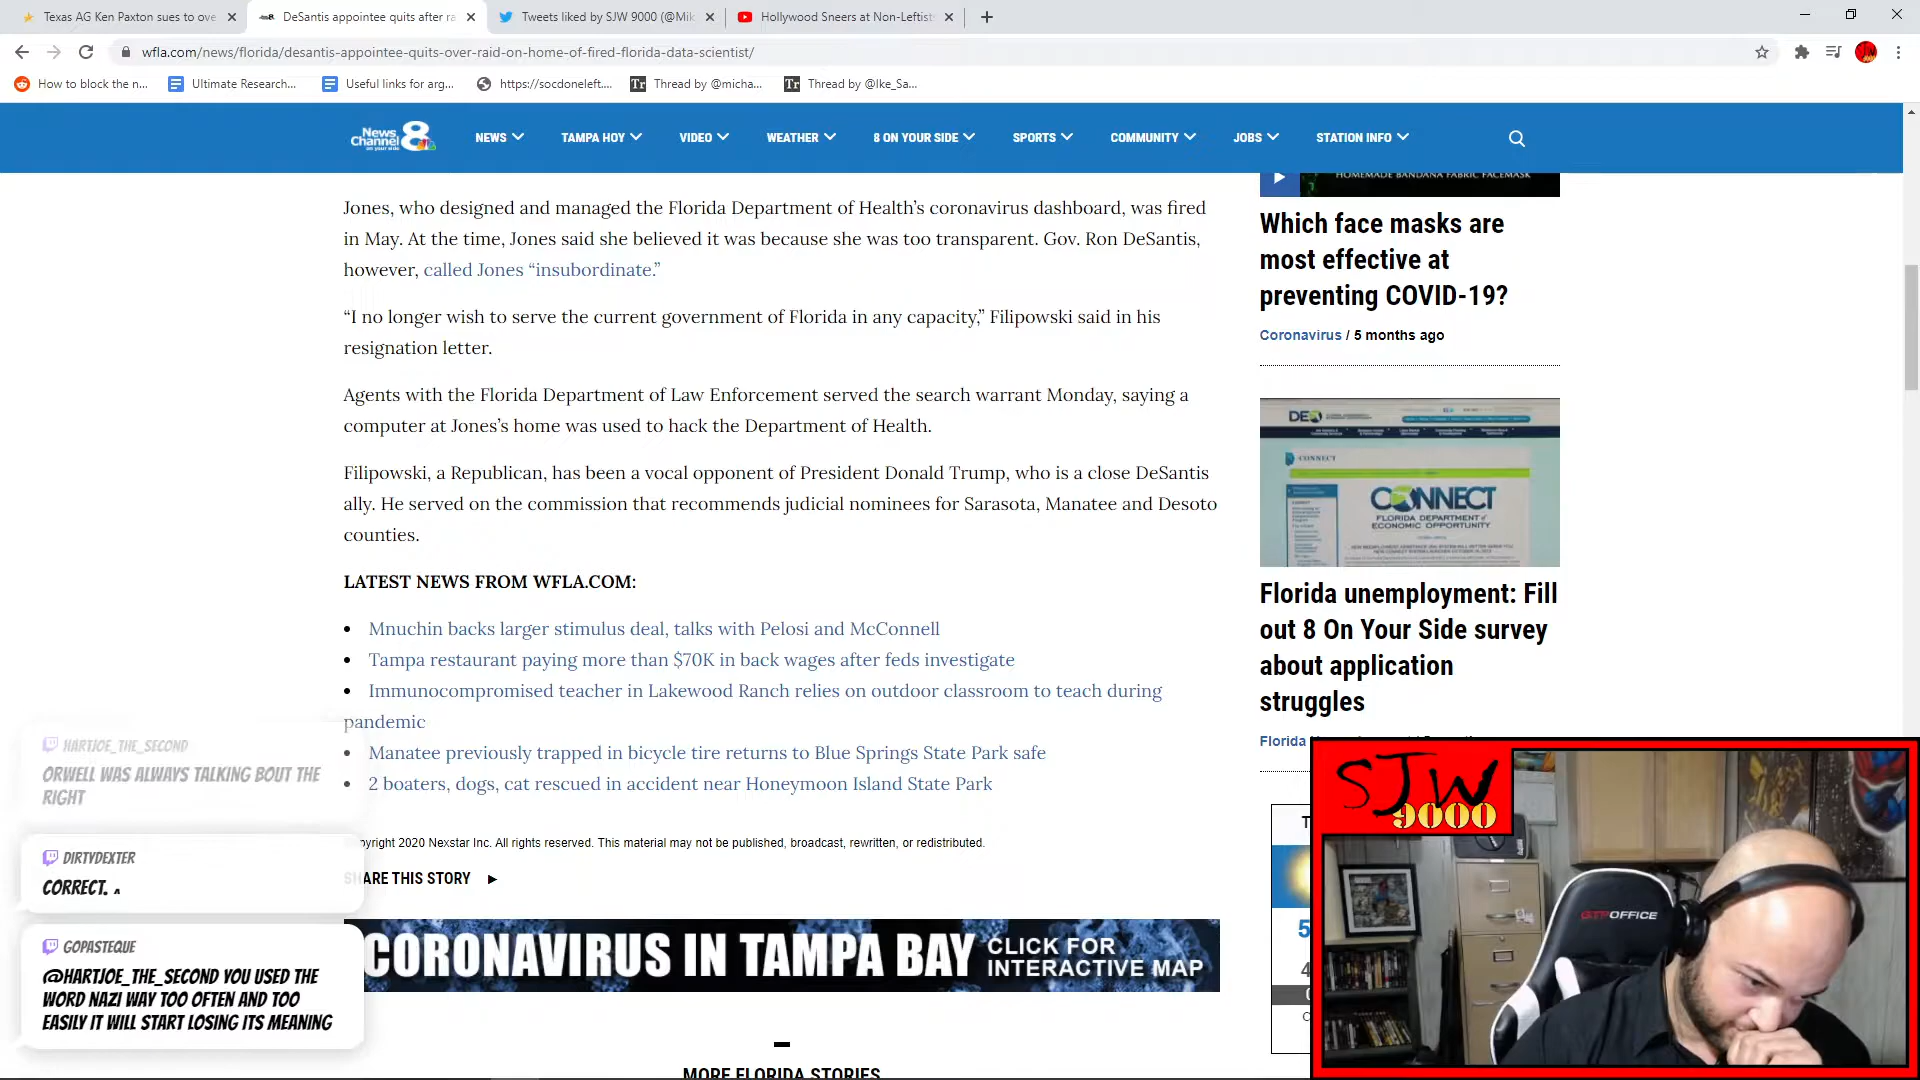 Texas AG Ken Paxton sues to ove
DeSantis appointee quits after ra
Tweets liked by SJW 9000 (@Mik
Hollywood Sneers at Non-Leftist
wfla.com/news/florida/desantis-appointee-quits-over-raid-on-home-of-fired-florida-data-scientist/
How to block the n...
Ultimate Research...
Useful links for arg...
https://socdoneleft....
Thread by @micha...
Thread by @Ike_Sa...
News Channel 8
on your side
NEWS
TAMPA HOY
VIDEO
WEATHER
8 ON YOUR SIDE
SPORTS
COMMUNITY
JOBS
STATION INFO
Jones, who designed and managed the Florida Department of Health’s coronavirus dashboard, was fired
in May. At the time, Jones said she believed it was because she was too transparent. Gov. Ron DeSantis,
however, called Jones “insubordinate.”
“I no longer wish to serve the current government of Florida in any capacity,” Filipowski said in his
resignation letter.
Agents with the Florida Department of Law Enforcement served the search warrant Monday, saying a
computer at Jones’s home was used to hack the Department of Health.
Filipowski, a Republican, has been a vocal opponent of President Donald Trump, who is a close DeSantis
ally. He served on the commission that recommends judicial nominees for Sarasota, Manatee and Desoto
counties.
LATEST NEWS FROM WFLA.COM:
• Mnuchin backs larger stimulus deal, talks with Pelosi and McConnell
• Tampa restaurant paying more than $70K in back wages after feds investigate
• Immunocompromised teacher in Lakewood Ranch relies on outdoor classroom to teach during
pandemic
• Manatee previously trapped in bicycle tire returns to Blue Springs State Park safe
• 2 boaters, dogs, cat rescued in accident near Honeymoon Island State Park
pyright 2020 Nexstar Inc. All rights reserved. This material may not be published, broadcast, rewritten, or redistributed.
SHARE THIS STORY
CORONAVIRUS IN TAMPA BAY
CLICK FOR
INTERACTIVE MAP
MORE FLORIDA STORIES
HOMEMADE BANDANA FABRIC FACEMASK
Which face masks are
most effective at
preventing COVID-19?
Coronavirus / 5 months ago
CONNECT
CONNECT
FLORIDA DEPARTMENT of
ECONOMIC OPPORTUNITY
Florida unemployment: Fill
out 8 On Your Side survey
about application
struggles
Florida
HARTJOE_THE_SECOND
ORWELL WAS ALWAYS TALKING BOUT THE
RIGHT
DIRTYDEXTER
CORRECT. ^
GOPASTEQUE
@HARTJOE_THE_SECOND YOU USED THE
WORD NAZI WAY TOO OFTEN AND TOO
EASILY IT WILL START LOSING ITS MEANING
SJW
9000
GTPOFFICE